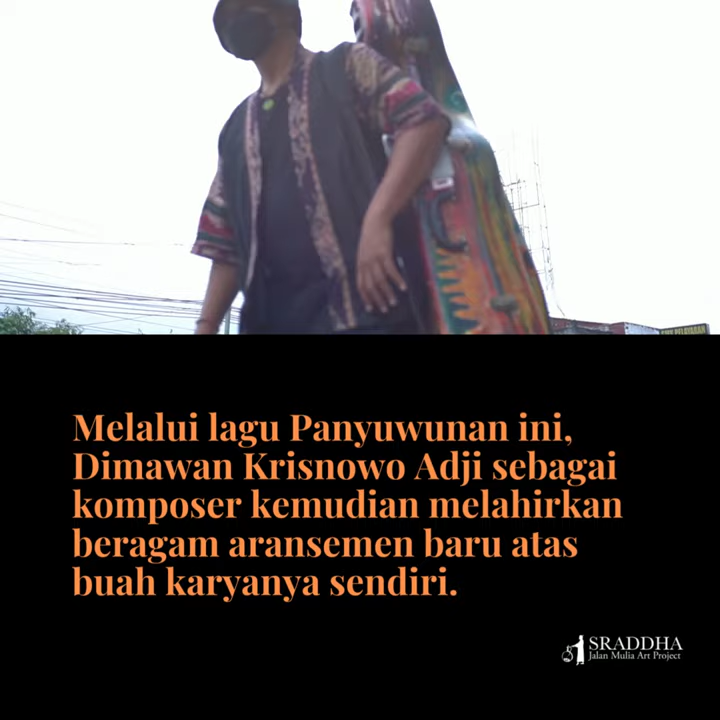 Melalui lagu Panyuwunan ini,
Dimawan Krisnowo Adji sebagai
komposer kemudian melahirkan
beragam aransemen baru atas
buah karyanya sendiri.
SRADDHA
Jalan Mulia Art Project